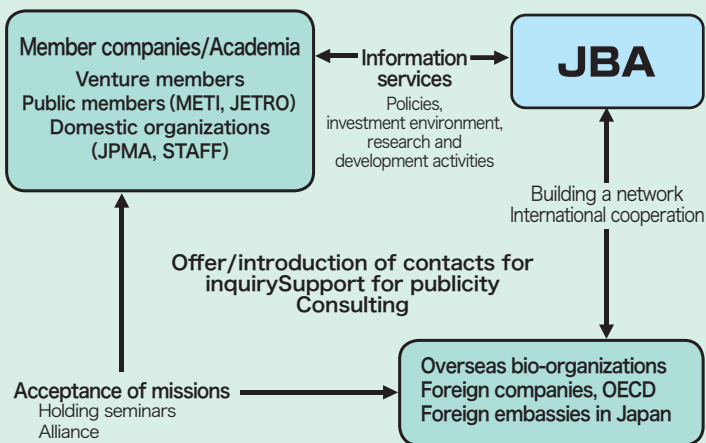 Member companies/Academia
Venture members
Public members (METI, JETRO)
Domestic organizations
(JPMA, STAFF)
Information
services
Policies,
investment environment,
research and
development activities
JBA
Building a network
International cooperation
Offer/introduction of contacts for
inquirySupport for publicity
Consulting
Acceptance of missions
Holding seminars
Alliance
Overseas bio-organizations
Foreign companies, OECD
Foreign embassies in Japan